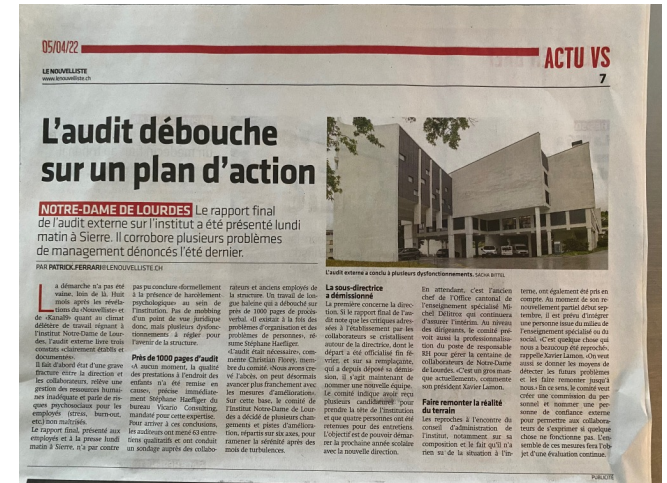 05/04/22
ACTU VS
LE NOUVELLISTE
www.lenouvelliste.ch
7
L'audit débouche
sur un plan d'action
NOTRE-DAME DE LOURDES Le rapport final
de l'audit externe sur l'institut a été présenté lundi
matin à Sierre. Il corrobore plusieurs problèmes
de management dénoncés l'été dernier.
PAR PATRICK.FERRARI@LENOUVELLISTE.CH
L'audit externe a conclu à plusieurs dysfonctionnements. SACHA BITTEL
La démarche n'a pas été
vaine, loin de là. Huit
mois après les révéla-
tions du «Nouvelliste» et
de «Kanal9» quant au climat
délétère de travail régnant à
l'institut Notre-Dame de Lour-
des, l'audit externe livre trois
constats «clairement établis et
documentés».
Il fait d'abord état d'une grave
fracture entre la direction et
les collaborateurs, relève une
gestion des ressources humai-
nes inadéquate et parle de ris-
ques psychosociaux pour les
employés (stress, burn-out,
etc.) non maîtrisés.
Le rapport final, présenté aux
employés et à la presse lundi
matin à Sierre, n'a par contre
pas pu conclure «formellement
à la présence de harcèlement
psychologique» au sein de
l'institution. Pas de mobbing
d'un point de vue juridique
donc, mais plusieurs dysfonc-
tionnements à régler pour
l'avenir de la structure.
Près de 1000 pages d'audit
«A aucun moment, la qualité
des prestations à l'endroit des
enfants n'a été remise en
cause», précise immédiate-
ment Stéphane Haefliger du
bureau Vicario Consulting,
mandaté pour cette expertise.
Pour arriver à ces conclusions,
les auditeurs ont mené 63 entre-
tiens qualitatifs et ont conduit
un sondage auprès des collabo-
rateurs et anciens employés de
la structure. Un travail de lon-
gue haleine qui a débouché sur
près de 1000 pages de procès-
verbal. «Il existait à la fois des
problèmes d'organisation et des
problèmes de personnes», ré-
sume Stéphane Haefliger.
«L'audit était nécessaire», com-
mente Christian Florey, mem-
bre du comité. «Nous avons cre-
vé l'abcès, on peut désormais
avancer plus franchement avec
les mesures d'améliorations».
Sur cette base, le comité de
l'institut Notre-Dame de Lour-
des a décidé de plusieurs chan-
gements et pistes d'améliora-
tion, répartis sur six axes, pour
ramener la sérénité après des
mois de turbulences.
La sous-directrice
a démissionné
La première concerne la direc-
tion. Si le rapport final de l'au-
dit note que les critiques adres-
sées à l'établissement par les
collaborateurs se cristallisent
autour de la directrice, dont le
départ a été officialisé fin fé-
vrier, et sur sa remplaçante,
qui a depuis déposé sa démis-
sion, il s'agit maintenant de
nommer une nouvelle équipe.
Le comité indique avoir reçu
plusieurs candidatures pour
prendre la tête de l'institution
et que quatre personnes ont été
retenues pour des entretiens.
L'objectif est de pouvoir démar-
rer la prochaine année scolaire
avec la nouvelle direction.
En attendant, c'est l'ancien
chef de l'Office cantonal de
l'enseignement spécialisé Mi-
chel Délitroz qui continuera
d'assurer l'intérim. Au niveau
des dirigeants, le comité pré-
voit aussi la professionnalisa-
tion du poste de responsable
RH pour gérer la centaine de
collaborateurs de Notre-Dame
de Lourdes. «C'est un gros man-
que actuellement», commente
son président Xavier Lamon.
Faire remonter la réalité
du terrain
Les reproches à l'encontre du
conseil d'administration de
l'institut, notamment sur sa
composition et le fait qu'il n'a
rien su de la situation à l'in-
terne, ont également été pris en
compte. Au moment de son re-
nouvellement partiel début sep-
tembre, il est prévu d'intégrer
une personne issue du milieu de
l'enseignement spécialisé ou du
social. «C'est quelque chose qui
nous a beaucoup été reproché»,
rappelle Xavier Lamon. «On veut
aussi se donner les moyens de
détecter les futurs problèmes et
les faire remonter jusqu'à
nous.» En ce sens, le comité veut
créer une commission du per-
sonnel et nommer une per-
sonne de confiance externe
pour permettre aux collabora-
teurs de s'exprimer si quelque
chose ne fonctionne pas. L'en-
semble de ces mesures fera l'ob-
jet d'une évaluation continue.
PUBLICITÉ